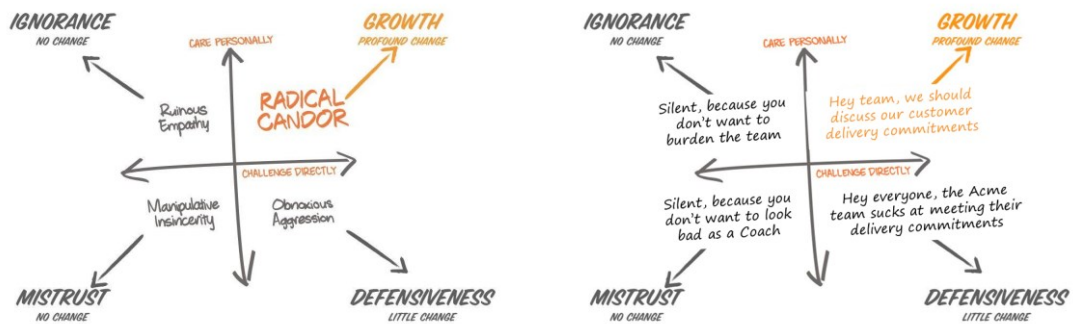 IGNORANCE
NO CHANGE
GROWTH
PROFOUND CHANGE
CARE PERSONALLY
Ruinous
Empathy
RADICAL
CANDOR
CHALLENGE DIRECTLY
Manipulative
Insincerity
Obnoxious
Aggression
MISTRUST
NO CHANGE
DEFENSIVENESS
LITTLE CHANGE
IGNORANCE
NO CHANGE
GROWTH
PROFOUND CHANGE
CARE PERSONALLY
Silent, because you
don't want to
burden the team
Hey team, we should
discuss our customer
delivery commitments
CHALLENGE DIRECTLY
Silent, because you
don't want to look
bad as a Coach
Hey everyone, the Acme
team sucks at meeting their
delivery commitments
MISTRUST
NO CHANGE
DEFENSIVENESS
LITTLE CHANGE